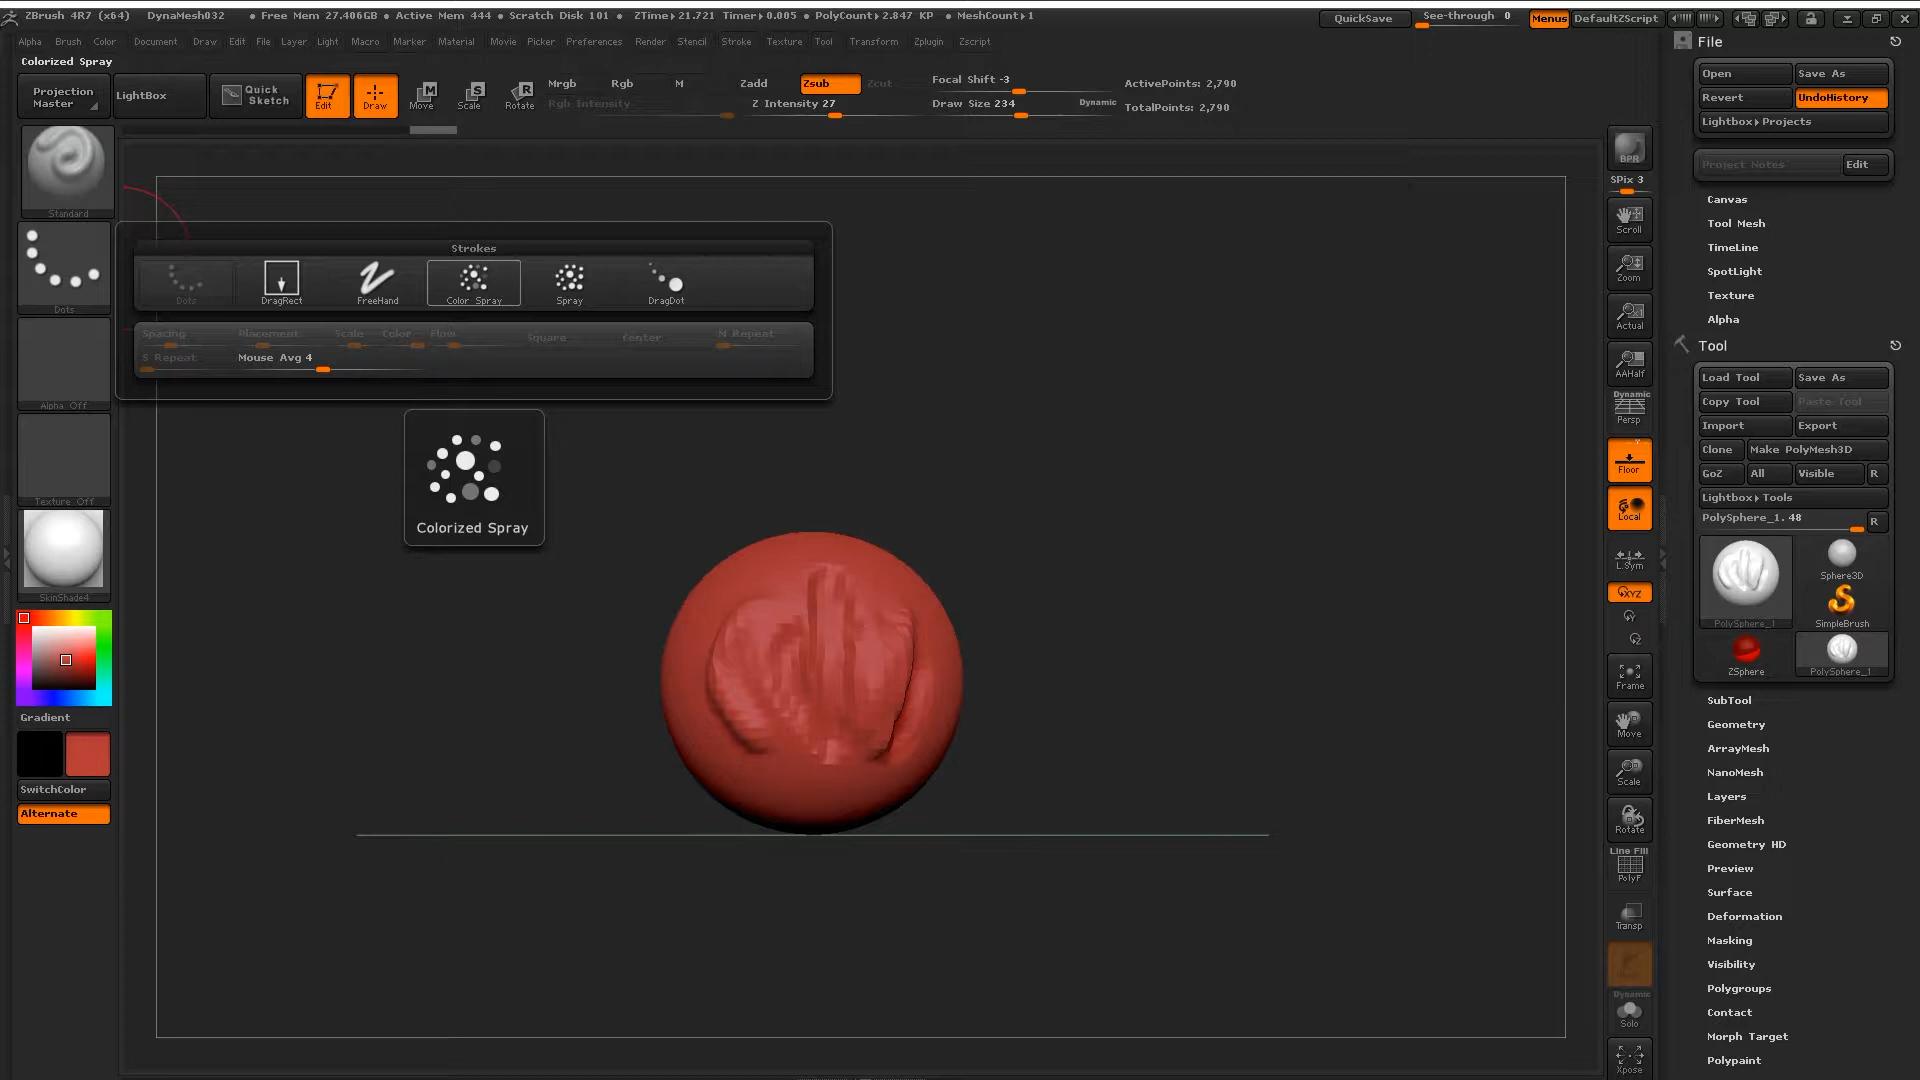 ZBrush 4R7 (x64) DynaMesh032 • Free Mem 27.406GB • Active Mem 444 • Scratch Disk 101 • ZTime▸21.721 Timer▸0.005 • PolyCount▸2.847 KP • MeshCount▸1 QuickSave See-through 0 Menus DefaultZScript
Alpha Brush Color Document Draw Edit File Layer Light Macro Marker Material Movie Picker Preferences Render Stencil Stroke Texture Tool Transform Zplugin Zscript
Colorized Spray
Projection Master
LightBox
Quick Sketch
Edit
Draw
Move
Scale
Rotate
Mrgb Rgb M
Rgb Intensity
Zadd Zsub Zcut
Z Intensity 27
Focal Shift -3
Draw Size 234 Dynamic
ActivePoints: 2,790
TotalPoints: 2,790
Standard
Dots
Alpha Off
Texture Off
SkinShade4
Gradient
SwitchColor
Alternate
Strokes
Dots DragRect FreeHand Color Spray Spray DragDot
Spacing Placement Scale Color Flow Square Center M Repeat
S Repeat Mouse Avg 4
Colorized Spray
BPR
SPix 3
Scroll
Zoom
Actual
AAHalf
Dynamic
Persp
Floor
Local
L.Sym
XYZ
Frame
Move
Scale
Rotate
Line Fill
PolyF
Transp
Dynamic
Solo
Xpose
File
Open Save As
Revert UndoHistory
Lightbox▸Projects
Project Notes Edit
Canvas
Tool Mesh
TimeLine
SpotLight
Texture
Alpha
Tool
Load Tool Save As
Copy Tool Paste Tool
Import Export
Clone Make PolyMesh3D
GoZ All Visible R
Lightbox▸Tools
PolySphere_1. 48 R
PolySphere_1
Sphere3D
SimpleBrush
ZSphere
PolySphere_1
SubTool
Geometry
ArrayMesh
NanoMesh
Layers
FiberMesh
Geometry HD
Preview
Surface
Deformation
Masking
Visibility
Polygroups
Contact
Morph Target
Polypaint